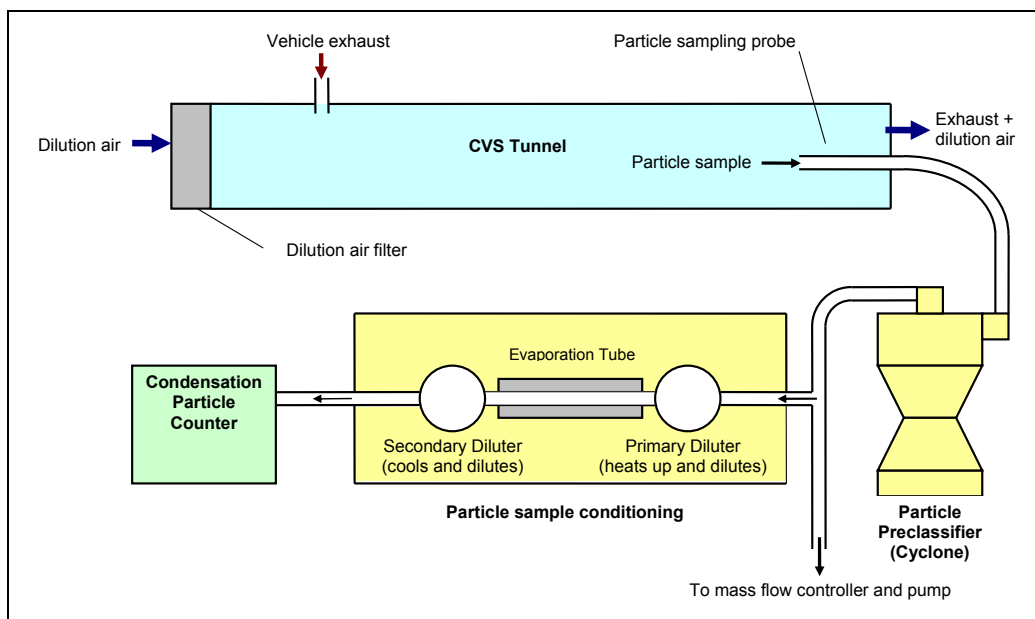 Vehicle exhaust
Particle sampling probe
Dilution air
CVS Tunnel
Exhaust +
dilution air
Particle sample
Dilution air filter
Evaporation Tube
Condensation
Particle
Counter
Secondary Diluter
(cools and dilutes)
Primary Diluter
(heats up and dilutes)
Particle sample conditioning
Particle
Preclassifier
(Cyclone)
To mass flow controller and pump